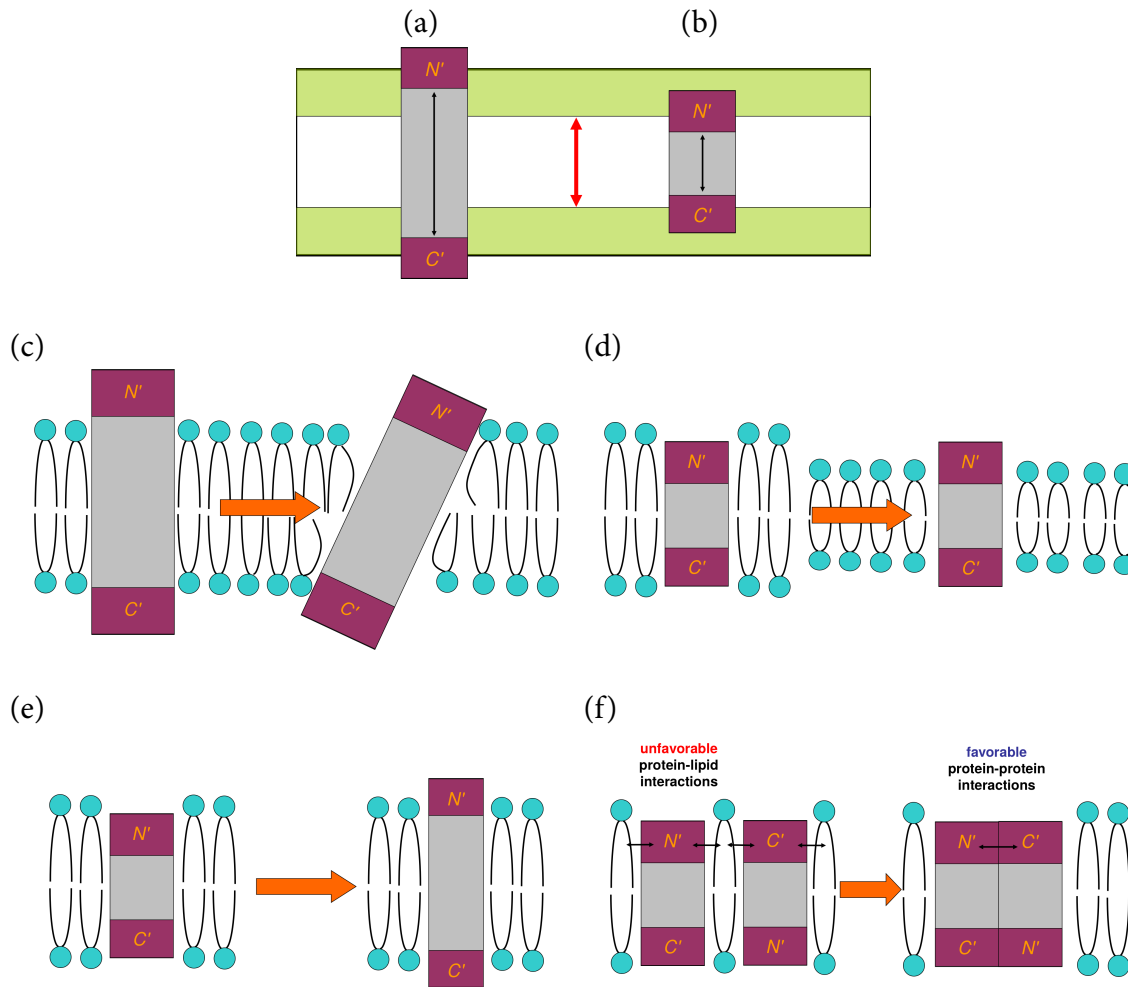 (a)
(b)
N'
C'
N'
C'
(c)
(d)
N'
C'
N'
C'
N'
C'
N'
C'
(e)
(f)
unfavorable
protein-lipid
interactions
favorable
protein-protein
interactions
N'
C'
N'
C'
N'
C'
C'
N'
N'
C'
C'
N'